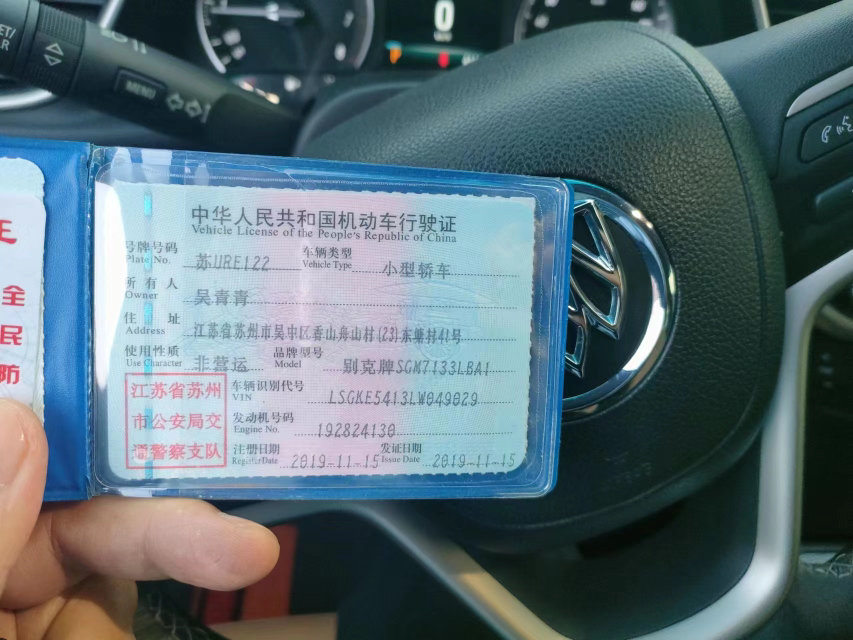 0
MENU
王
全
民
防
中华人民共和国机动车行驶证
Vehicle License of the People's Republic of China
号牌号码 苏URE122 车辆类型 小型轿车
Plate No. Vehicle Type
所有人 吴青青
Owner
住址 江苏省苏州市吴中区香山舟山村(23)东塘村41号
Address
使用性质 非营运 品牌型号 别克牌SGM7133LBA1
Use Character Model
江苏省苏州
市公安局交
通警察支队
车辆识别代号 LSGKE5413LW049029
VIN
发动机号码 192824130
Engine No.
注册日期 2019-11-15 发证日期 2019-11-15
Register Date Issue Date